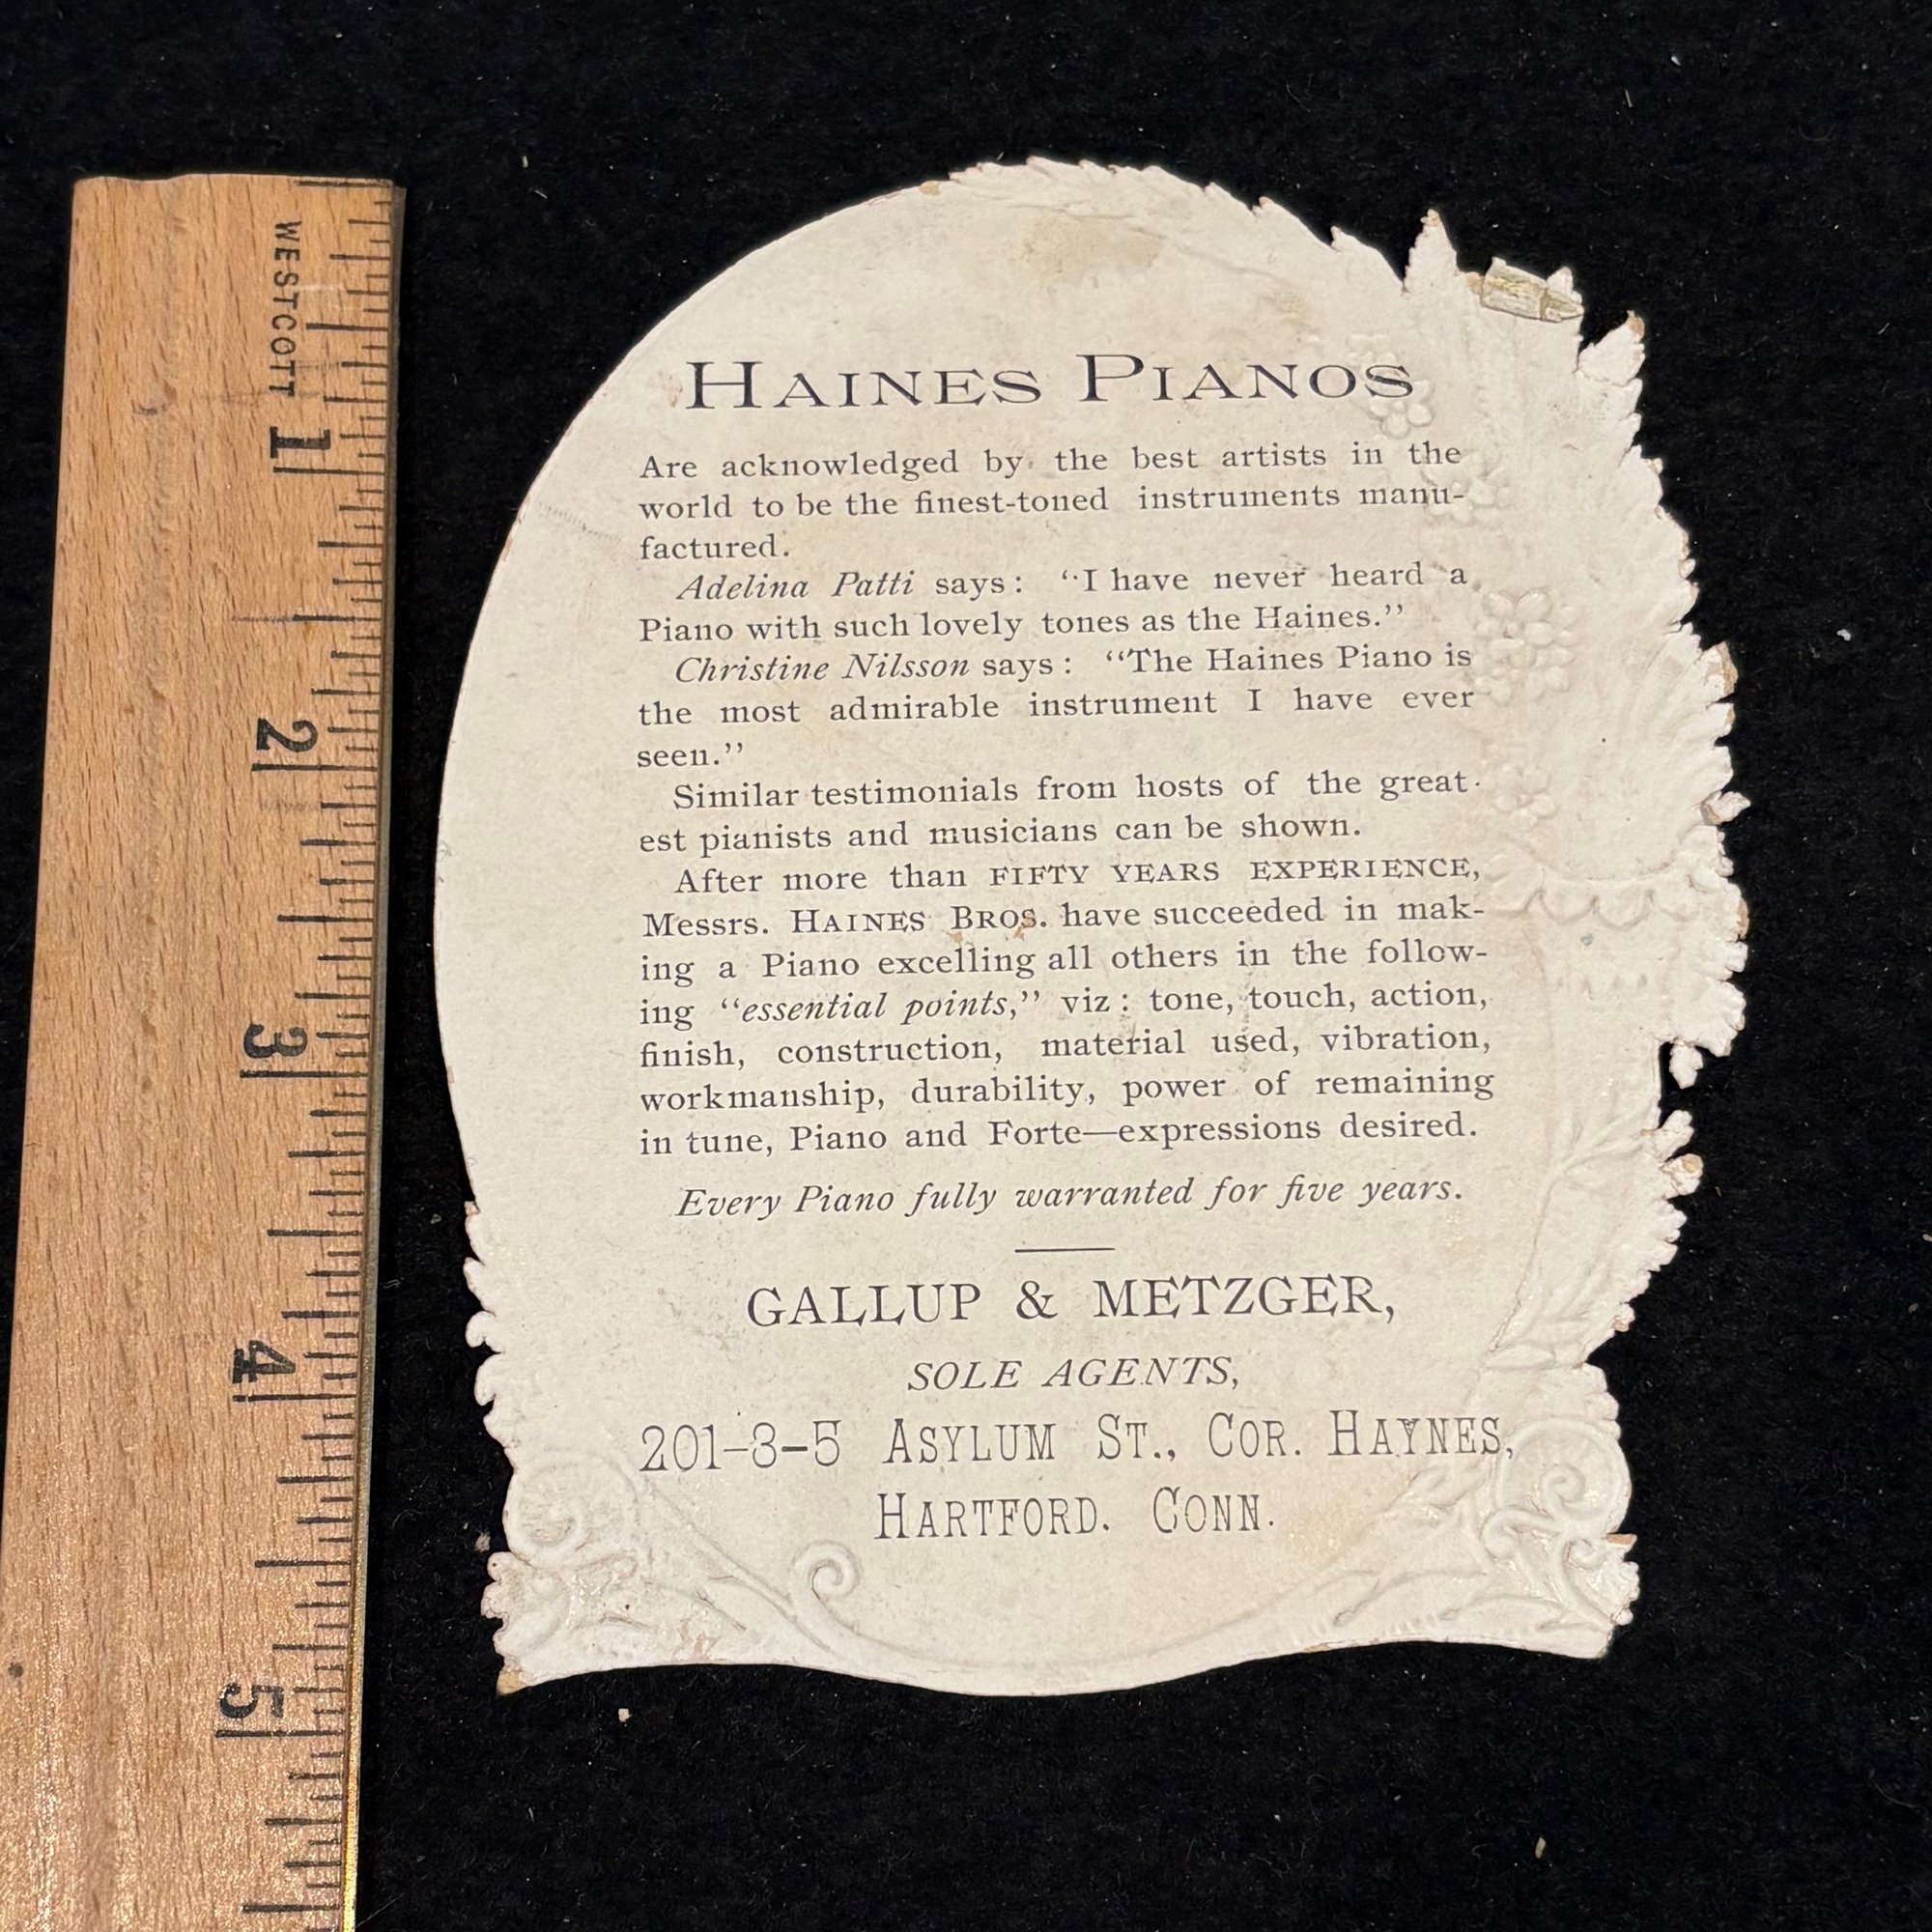 WESTCOTT
1
2
3
4
5
HAINES PIANOS
Are acknowledged by the best artists in the
world to be the finest-toned instruments manu-
factured.
Adelina Patti says: “I have never heard a
Piano with such lovely tones as the Haines.”
Christine Nilsson says: “The Haines Piano is
the most admirable instrument I have ever
seen.”
Similar testimonials from hosts of the great-
est pianists and musicians can be shown.
After more than FIFTY YEARS EXPERIENCE,
Messrs. HAINES BROS. have succeeded in mak-
ing a Piano excelling all others in the follow-
ing “essential points,” viz: tone, touch, action,
finish, construction, material used, vibration,
workmanship, durability, power of remaining
in tune, Piano and Forte—expressions desired.
Every Piano fully warranted for five years.
GALLUP & METZGER,
SOLE AGENTS,
201-3-5 ASYLUM ST., COR. HAYNES,
HARTFORD. CONN.